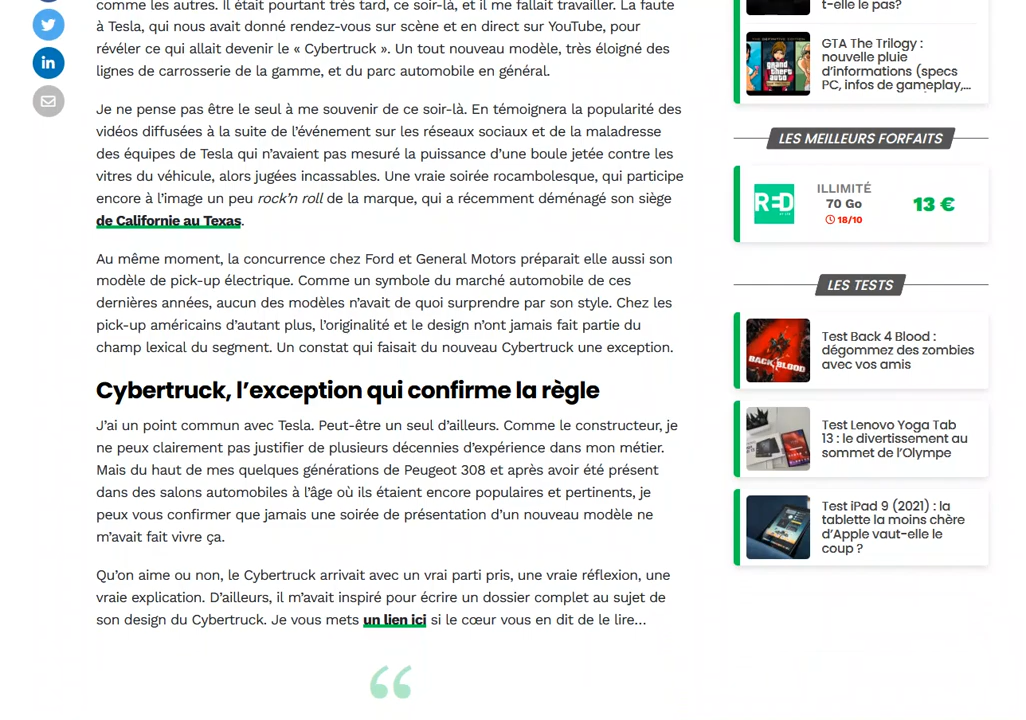 comme les autres. Il était pourtant très tard, ce soir-là, et il me fallait travailler. La faute
à Tesla, qui nous avait donné rendez-vous sur scène et en direct sur YouTube, pour
révéler ce qui allait devenir le « Cybertruck ». Un tout nouveau modèle, très éloigné des
lignes de carrosserie de la gamme, et du parc automobile en général.
Je ne pense pas être le seul à me souvenir de ce soir-là. En témoignera la popularité des
vidéos diffusées à la suite de l’événement sur les réseaux sociaux et de la maladresse
des équipes de Tesla qui n’avaient pas mesuré la puissance d’une boule jetée contre les
vitres du véhicule, alors jugées incassables. Une vraie soirée rocambolesque, qui participe
encore à l’image un peu rock’n roll de la marque, qui a récemment déménagé son siège
de Californie au Texas.
Au même moment, la concurrence chez Ford et General Motors préparait elle aussi son
modèle de pick-up électrique. Comme un symbole du marché automobile de ces
dernières années, aucun des modèles n’avait de quoi surprendre par son style. Chez les
pick-up américains d’autant plus, l’originalité et le design n’ont jamais fait partie du
champ lexical du segment. Un constat qui faisait du nouveau Cybertruck une exception.
Cybertruck, l’exception qui confirme la règle
J’ai un point commun avec Tesla. Peut-être un seul d’ailleurs. Comme le constructeur, je
ne peux clairement pas justifier de plusieurs décennies d’expérience dans mon métier.
Mais du haut de mes quelques générations de Peugeot 308 et après avoir été présent
dans des salons automobiles à l’âge où ils étaient encore populaires et pertinents, je
peux vous confirmer que jamais une soirée de présentation d’un nouveau modèle ne
m’avait fait vivre ça.
Qu’on aime ou non, le Cybertruck arrivait avec un vrai parti pris, une vraie réflexion, une
vraie explication. D’ailleurs, il m’avait inspiré pour écrire un dossier complet au sujet de
son design du Cybertruck. Je vous mets un lien ici si le cœur vous en dit de le lire…
“
in
t-elle le pas?
GTA The Trilogy :
nouvelle pluie
d’informations (specs
PC, infos de gameplay,…
LES MEILLEURS FORFAITS
RED
ILLIMITÉ
70 Go
18/10
13 €
LES TESTS
BACK 4 BLOOD
Test Back 4 Blood :
dégommez des zombies
avec vos amis
Test Lenovo Yoga Tab
13 : le divertissement au
sommet de l’Olympe
Test iPad 9 (2021) : la
tablette la moins chère
d’Apple vaut-elle le
coup ?